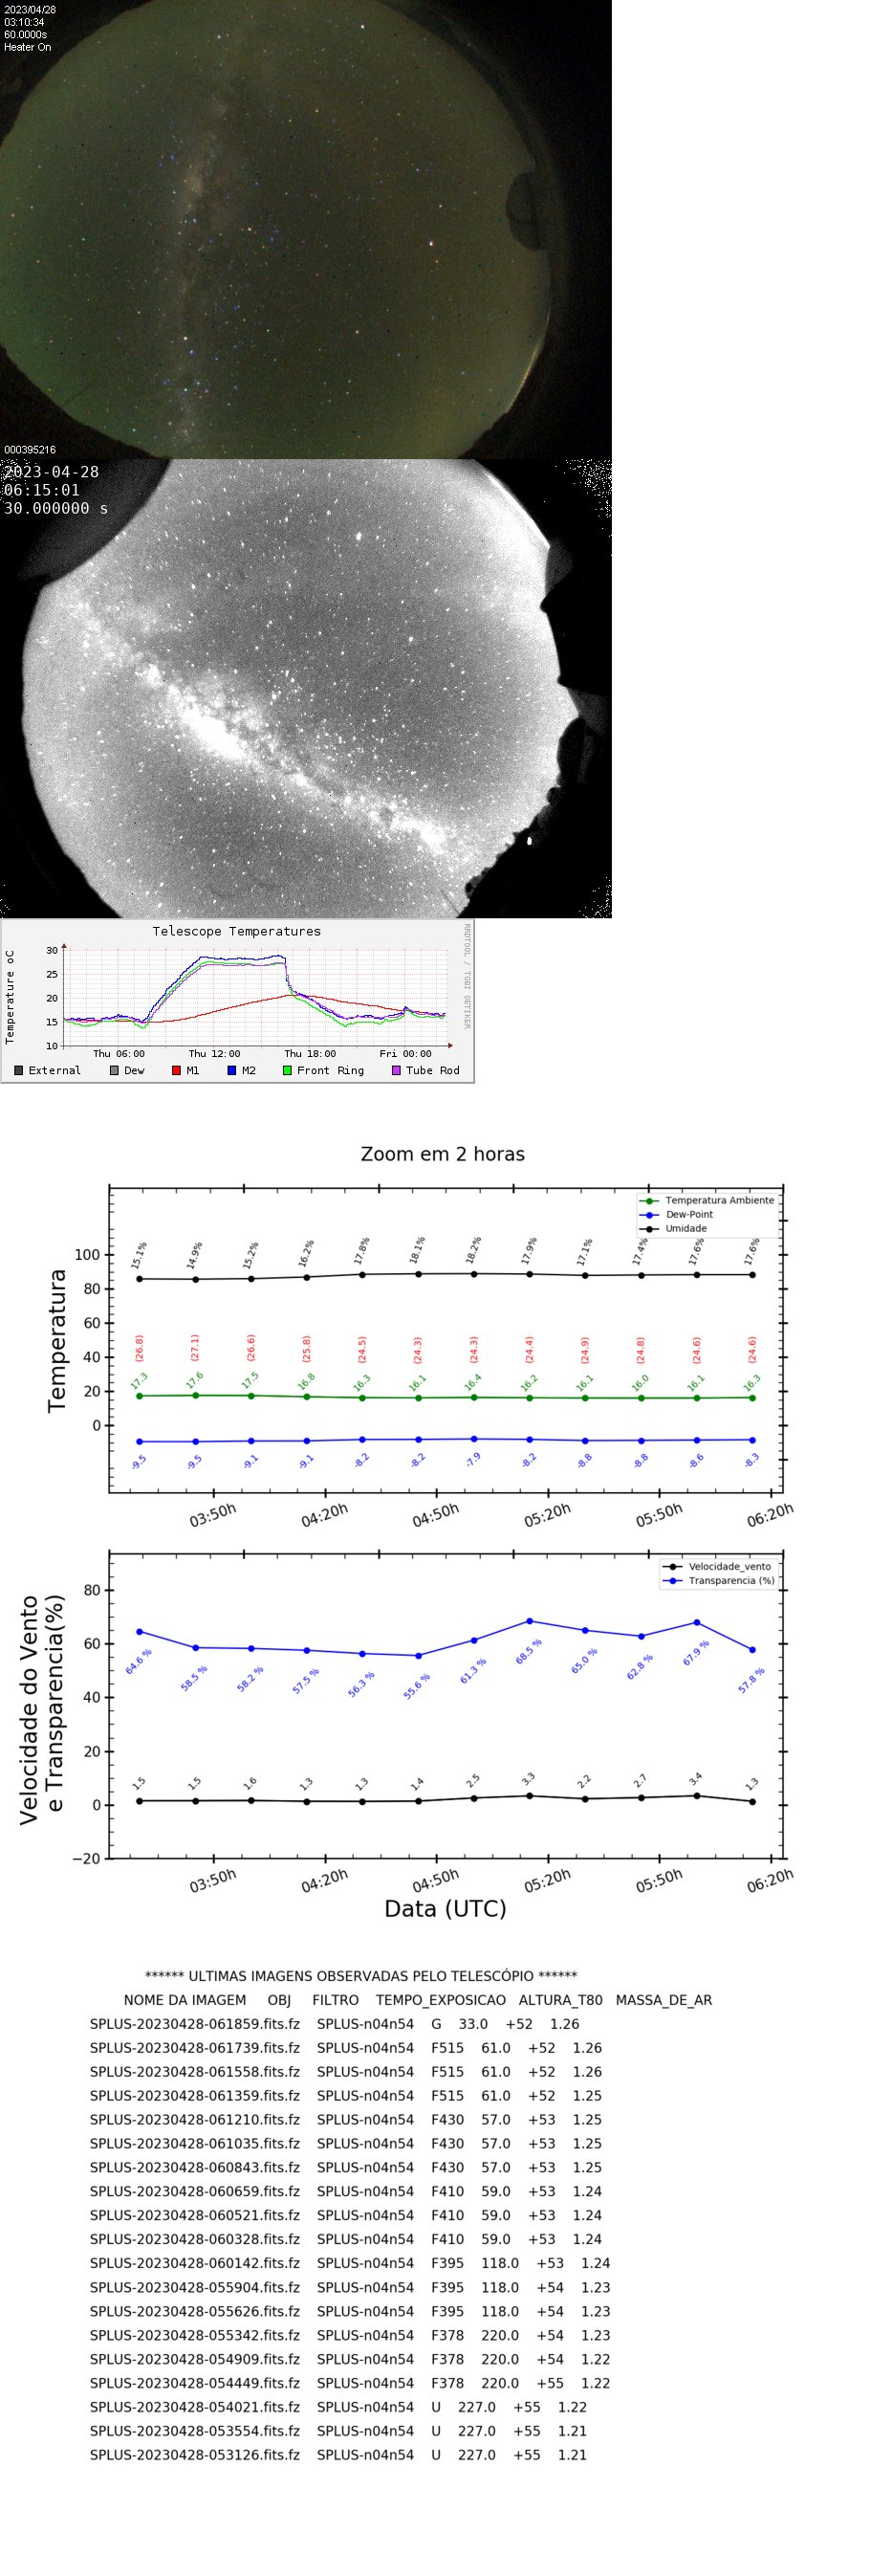 2023/04/28
03:10:34
60.0000s
Heater On
000395216
2023-04-28
06:15:01
30.000000 s
Telescope Temperatures
RRDTOOL / TOBI OETIKER
Temperature oC
30
25
20
15
10
Thu 06:00 Thu 12:00 Thu 18:00 Fri 00:00
External Dew M1 M2 Front Ring Tube Rod
Zoom em 2 horas
Temperatura Ambiente
Dew-Point
Umidade
Temperatura
100
80
60
40
20
0
15.1% 14.9% 15.2% 16.2% 17.8% 18.1% 18.2% 17.9% 17.1% 17.4% 17.6% 17.6%
(26.8) (27.1) (26.6) (25.8) (24.5) (24.3) (24.3) (24.4) (24.9) (24.8) (24.6) (24.6)
17.3 17.6 17.5 16.8 16.3 16.1 16.4 16.2 16.1 16.0 16.1 16.3
-9.5 -9.5 -9.1 -9.1 -8.2 -8.2 -7.9 -8.2 -8.8 -8.8 -8.6 -8.3
03:50h 04:20h 04:50h 05:20h 05:50h 06:20h
Velocidade_vento
Transparencia (%)
Velocidade do Vento
e Transparencia(%)
80
60
40
20
0
−20
64.6 % 58.5 % 58.2 % 57.5 % 56.3 % 55.6 % 61.3 % 68.5 % 65.0 % 62.8 % 67.9 % 57.8 %
1.5 1.5 1.6 1.3 1.3 1.4 2.5 3.3 2.2 2.7 3.4 1.3
03:50h 04:20h 04:50h 05:20h 05:50h 06:20h
Data (UTC)
****** ULTIMAS IMAGENS OBSERVADAS PELO TELESCÓPIO ******
NOME DA IMAGEM OBJ FILTRO TEMPO_EXPOSICAO ALTURA_T80 MASSA_DE_AR
SPLUS-20230428-061859.fits.fz SPLUS-n04n54 G 33.0 +52 1.26
SPLUS-20230428-061739.fits.fz SPLUS-n04n54 F515 61.0 +52 1.26
SPLUS-20230428-061558.fits.fz SPLUS-n04n54 F515 61.0 +52 1.26
SPLUS-20230428-061359.fits.fz SPLUS-n04n54 F515 61.0 +52 1.25
SPLUS-20230428-061210.fits.fz SPLUS-n04n54 F430 57.0 +53 1.25
SPLUS-20230428-061035.fits.fz SPLUS-n04n54 F430 57.0 +53 1.25
SPLUS-20230428-060843.fits.fz SPLUS-n04n54 F430 57.0 +53 1.25
SPLUS-20230428-060659.fits.fz SPLUS-n04n54 F410 59.0 +53 1.24
SPLUS-20230428-060521.fits.fz SPLUS-n04n54 F410 59.0 +53 1.24
SPLUS-20230428-060328.fits.fz SPLUS-n04n54 F410 59.0 +53 1.24
SPLUS-20230428-060142.fits.fz SPLUS-n04n54 F395 118.0 +53 1.24
SPLUS-20230428-055904.fits.fz SPLUS-n04n54 F395 118.0 +54 1.23
SPLUS-20230428-055626.fits.fz SPLUS-n04n54 F395 118.0 +54 1.23
SPLUS-20230428-055342.fits.fz SPLUS-n04n54 F378 220.0 +54 1.23
SPLUS-20230428-054909.fits.fz SPLUS-n04n54 F378 220.0 +54 1.22
SPLUS-20230428-054449.fits.fz SPLUS-n04n54 F378 220.0 +55 1.22
SPLUS-20230428-054021.fits.fz SPLUS-n04n54 U 227.0 +55 1.22
SPLUS-20230428-053554.fits.fz SPLUS-n04n54 U 227.0 +55 1.21
SPLUS-20230428-053126.fits.fz SPLUS-n04n54 U 227.0 +55 1.21